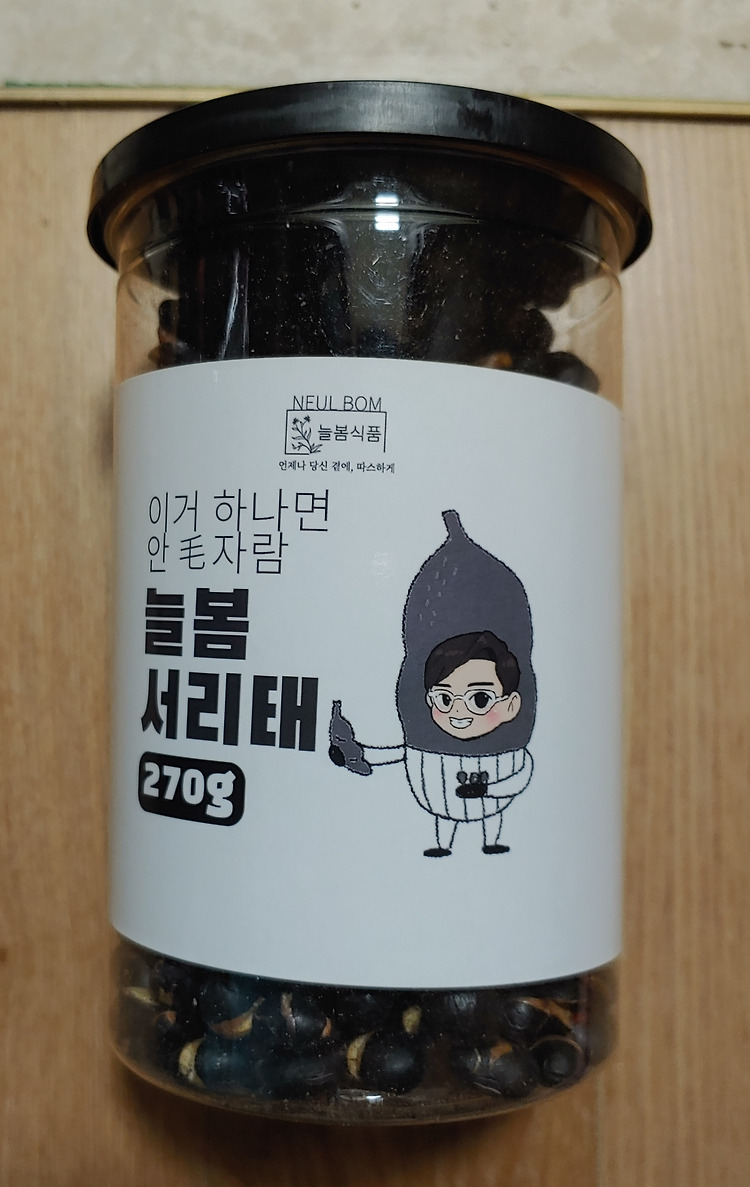 NEUL BOM
늘봄식품
언제나 당신 곁에, 따스하게
이거 하나면
안 毛자람
늘봄
서리태
270g